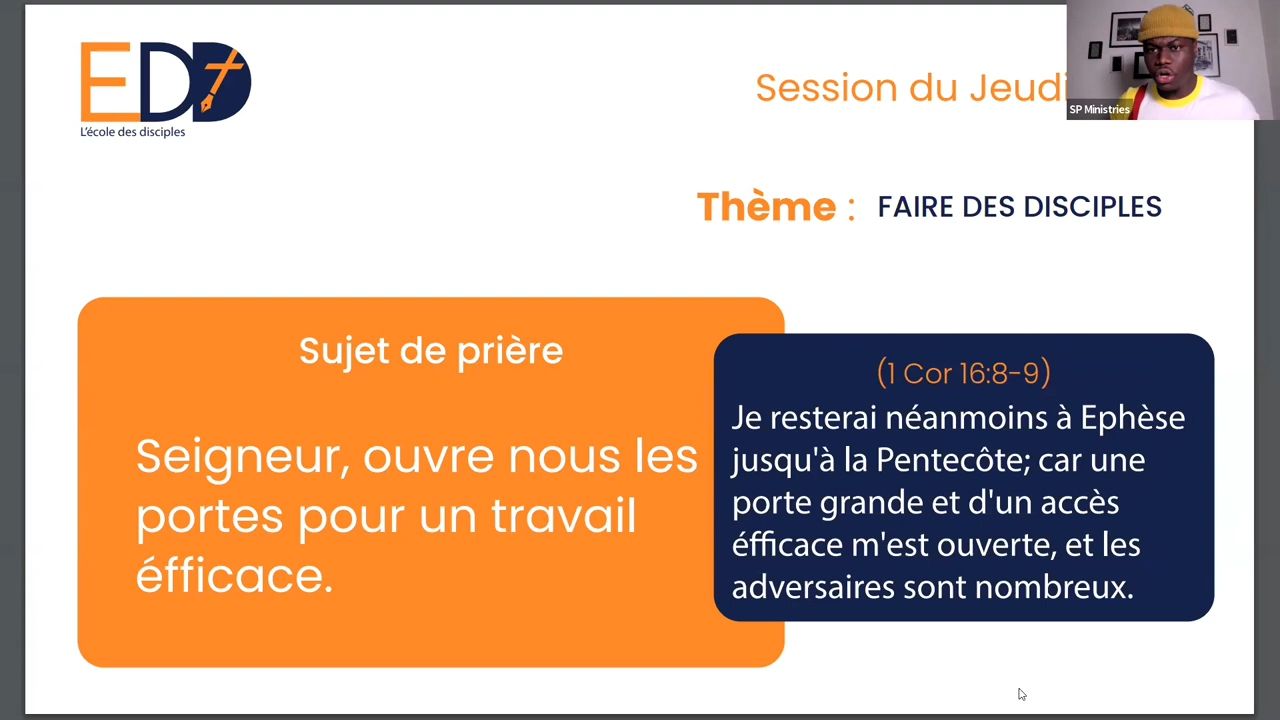 EDD
L'école des disciples
Session du Jeudi
SP Ministries
Thème : FAIRE DES DISCIPLES
Sujet de prière
Seigneur, ouvre nous les
portes pour un travail
éfficace.
(1 Cor 16:8-9)
Je resterai néanmoins à Ephèse
jusqu'à la Pentecôte; car une
porte grande et d'un accès
éfficace m'est ouverte, et les
adversaires sont nombreux.